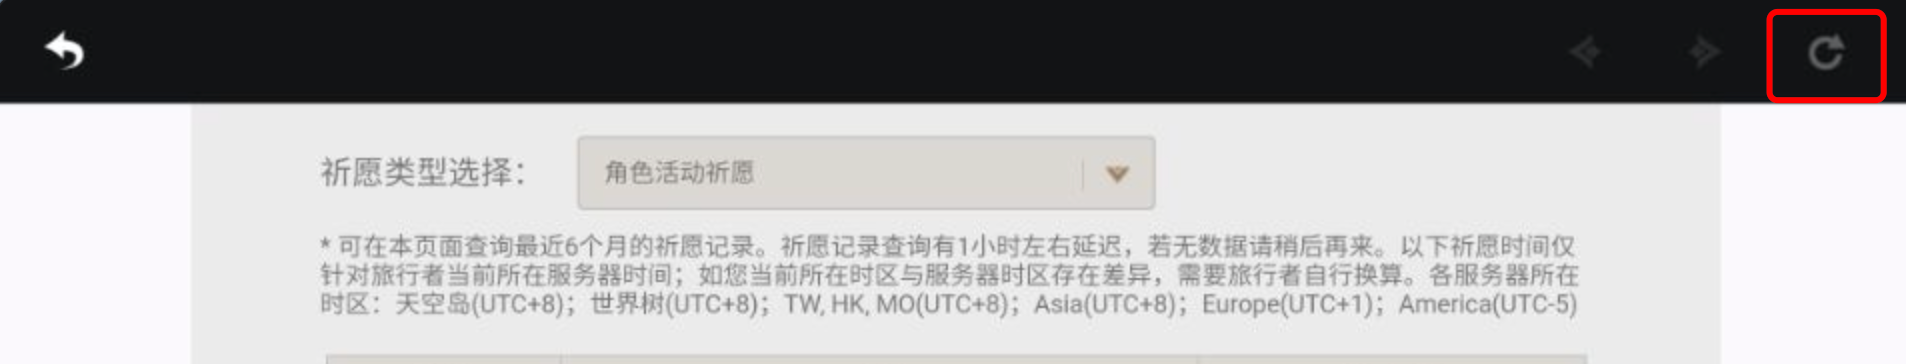 祈愿类型选择：
角色活动祈愿
* 可在本页面查询最近6个月的祈愿记录。祈愿记录查询有1小时左右延迟，若无数据请稍后再来。以下祈愿时间仅
针对旅行者当前所在服务器时间；如您当前所在时区与服务器时区存在差异，需要旅行者自行换算。各服务器所在
时区：天空岛(UTC+8)；世界树(UTC+8)；TW, HK, MO(UTC+8)；Asia(UTC+8)；Europe(UTC+1)；America(UTC-5)